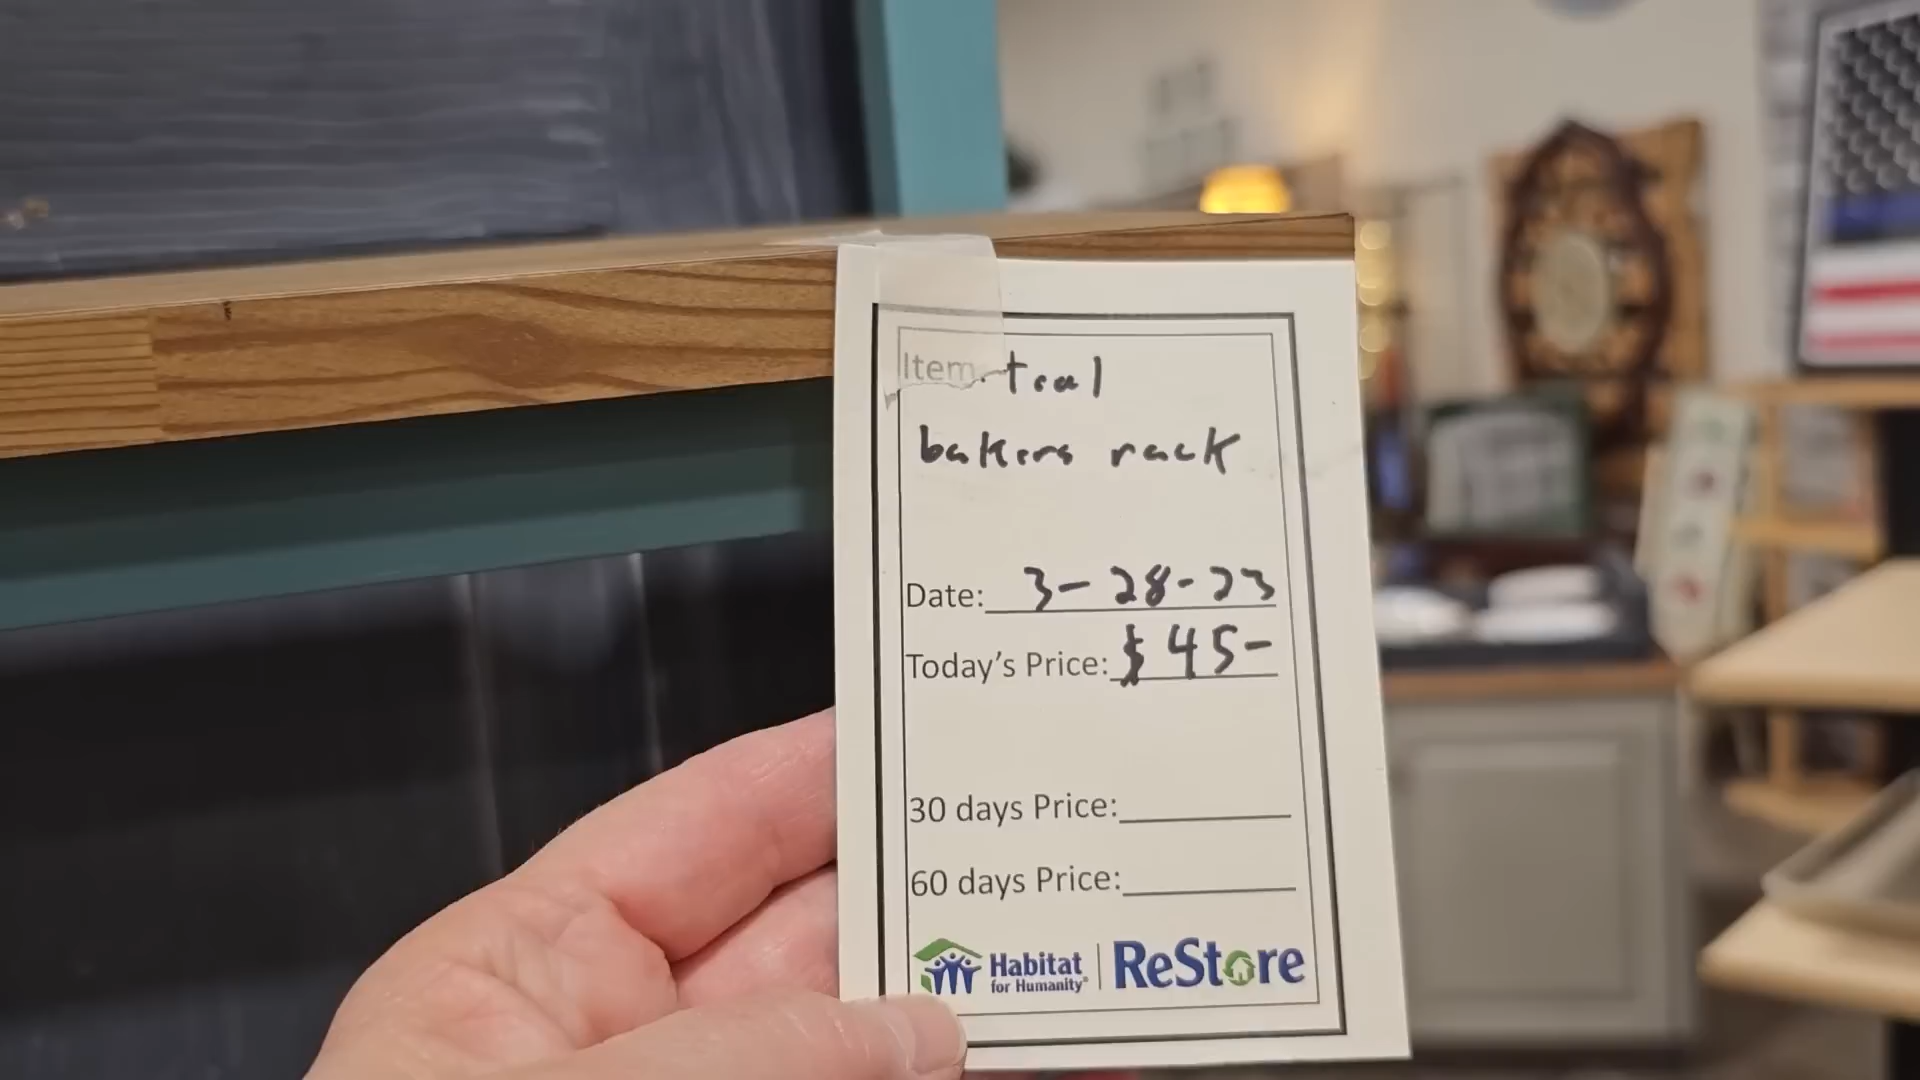 Item: teal
bakers rack
Date: 3-28-23
Today's Price: $45-
30 days Price:
60 days Price:
Habitat for Humanity® | ReStore